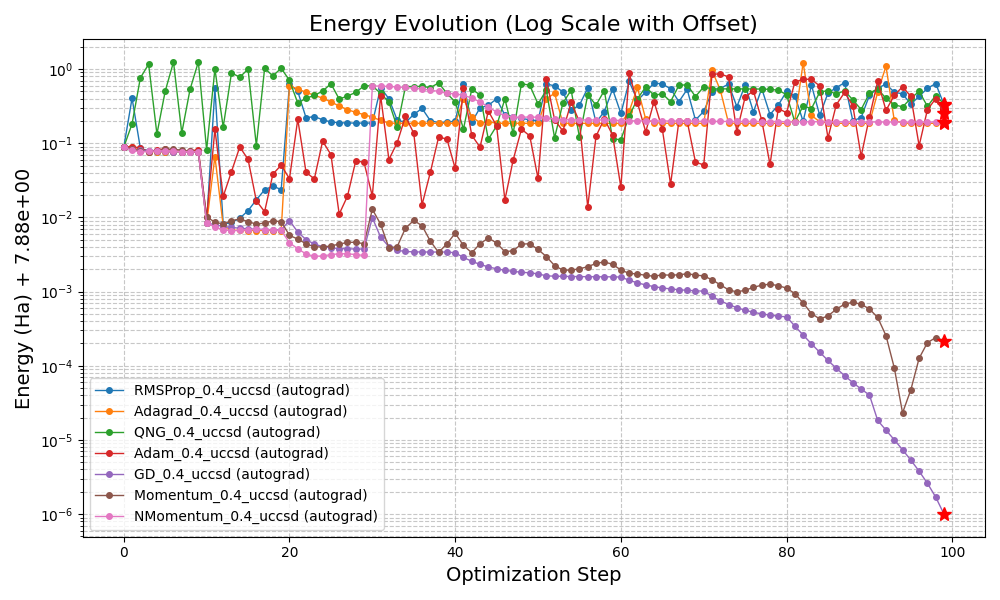 Energy Evolution (Log Scale with Offset)
Energy (Ha) + 7.88e+00
10⁰
10⁻¹
10⁻²
10⁻³
10⁻⁴
10⁻⁵
10⁻⁶
RMSProp_0.4_uccsd (autograd)
Adagrad_0.4_uccsd (autograd)
QNG_0.4_uccsd (autograd)
Adam_0.4_uccsd (autograd)
GD_0.4_uccsd (autograd)
Momentum_0.4_uccsd (autograd)
NMomentum_0.4_uccsd (autograd)
0 20 40 60 80 100
Optimization Step